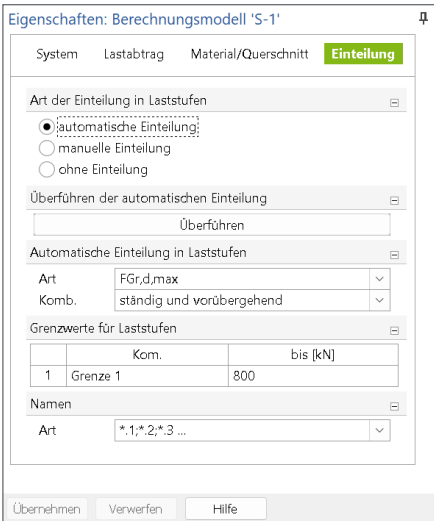 Eigenschaften: Berechnungsmodell 'S-1'
System Lastabtrag Material/Querschnitt Einteilung
Art der Einteilung in Laststufen
automatische Einteilung
manuelle Einteilung
ohne Einteilung
Überführen der automatischen Einteilung
Überführen
Automatische Einteilung in Laststufen
Art FGr,d,max
Komb. ständig und vorübergehend
Grenzwerte für Laststufen
Kom. bis [kN]
1 Grenze 1 800
Namen
Art *.1;*.2;*.3 ...
Übernehmen Verwerfen Hilfe